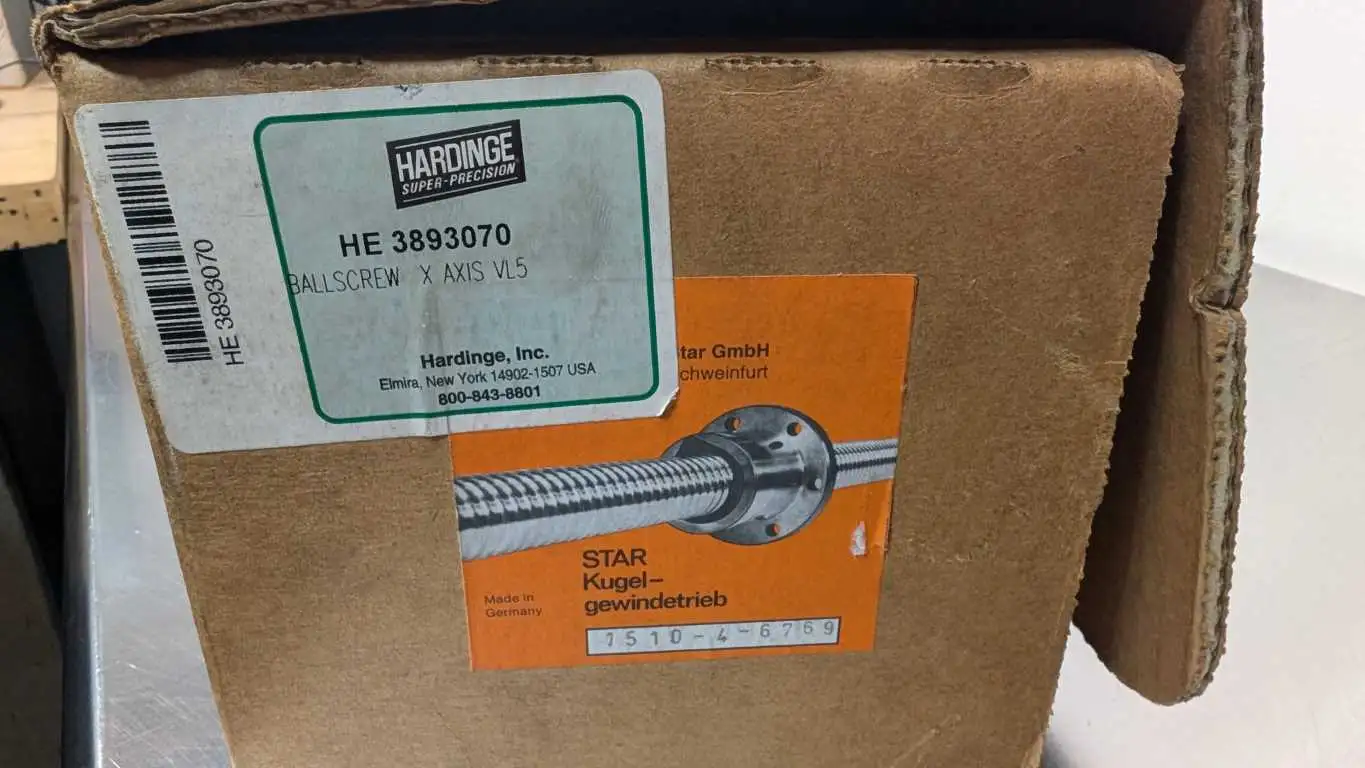 HARDINGE
SUPER-PRECISION
HE 3893070
BALLSCREW X AXIS VL5
Hardinge, Inc.
Elmira, New York 14902-1507 USA
800-843-8801
HE 3893070
tar GmbH
chweinfurt
STAR
Kugel-
gewindetrieb
Made in
Germany
1510-4-6769